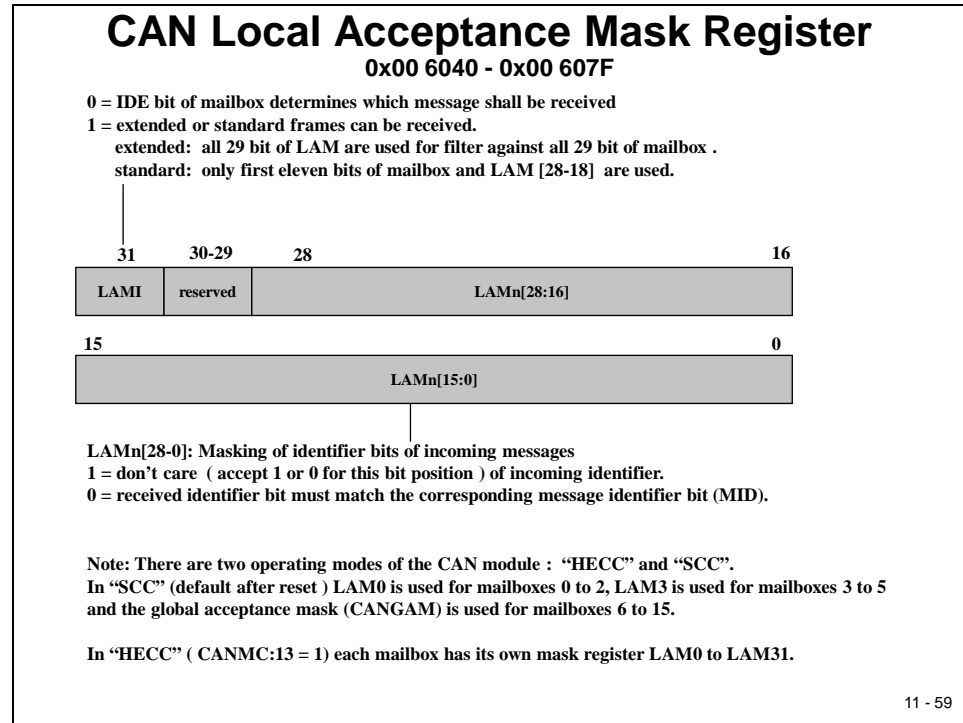 CAN Local Acceptance Mask Register
0x00 6040 - 0x00 607F
0 = IDE bit of mailbox determines which message shall be received
1 = extended or standard frames can be received.
extended: all 29 bit of LAM are used for filter against all 29 bit of mailbox .
standard: only first eleven bits of mailbox and LAM [28-18] are used.
31 30-29 28 16
LAMI reserved LAMn[28:16]
15 0
LAMn[15:0]
LAMn[28-0]: Masking of identifier bits of incoming messages
1 = don’t care ( accept 1 or 0 for this bit position ) of incoming identifier.
0 = received identifier bit must match the corresponding message identifier bit (MID).
Note: There are two operating modes of the CAN module : “HECC” and “SCC”.
In “SCC” (default after reset ) LAM0 is used for mailboxes 0 to 2, LAM3 is used for mailboxes 3 to 5
and the global acceptance mask (CANGAM) is used for mailboxes 6 to 15.
In “HECC” ( CANMC:13 = 1) each mailbox has its own mask register LAM0 to LAM31.
11 - 59